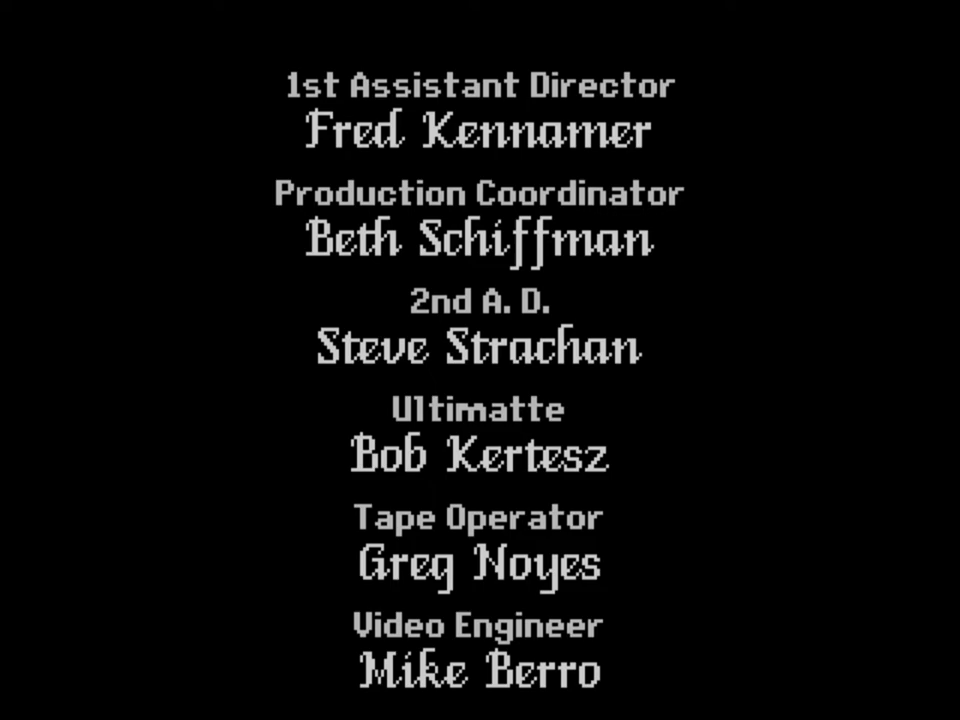 1st Assistant Director
Fred Kennamer
Production Coordinator
Beth Schiffman
2nd A. D.
Steve Strachan
Ultimatte
Bob Kertesz
Tape Operator
Greg Noyes
Video Engineer
Mike Berro